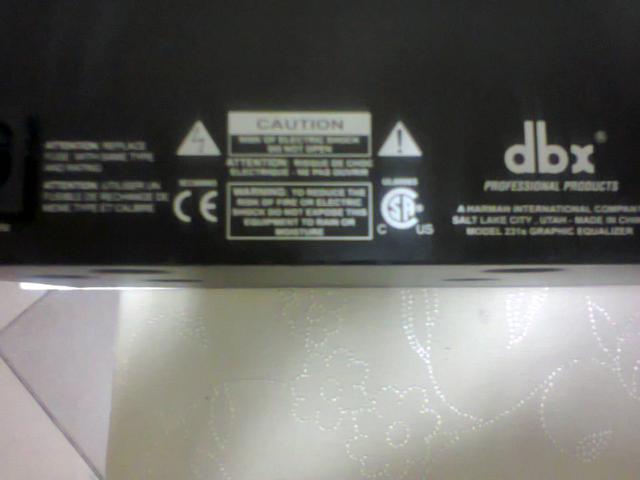 ATTENTION: REPLACE
FUSE WITH SAME TYPE
AND RATING
ATTENTION: UTILISER UN
FUSIBLE DE RECHANGE DE
MÊME TYPE ET CALIBRE
CE
CAUTION
RISK OF ELECTRIC SHOCK
DO NOT OPEN
ATTENTION: RISQUE DE CHOC
ELECTRIQUE - NE PAS OUVRIR
WARNING: TO REDUCE THE
RISK OF FIRE OR ELECTRIC
SHOCK DO NOT EXPOSE THIS
EQUIPMENT TO RAIN OR
MOISTURE
C US
dbx®
PROFESSIONAL PRODUCTS
A HARMAN INTERNATIONAL COMPAN
SALT LAKE CITY, UTAH - MADE IN CH
MODEL 231s GRAPHIC EQUALIZER